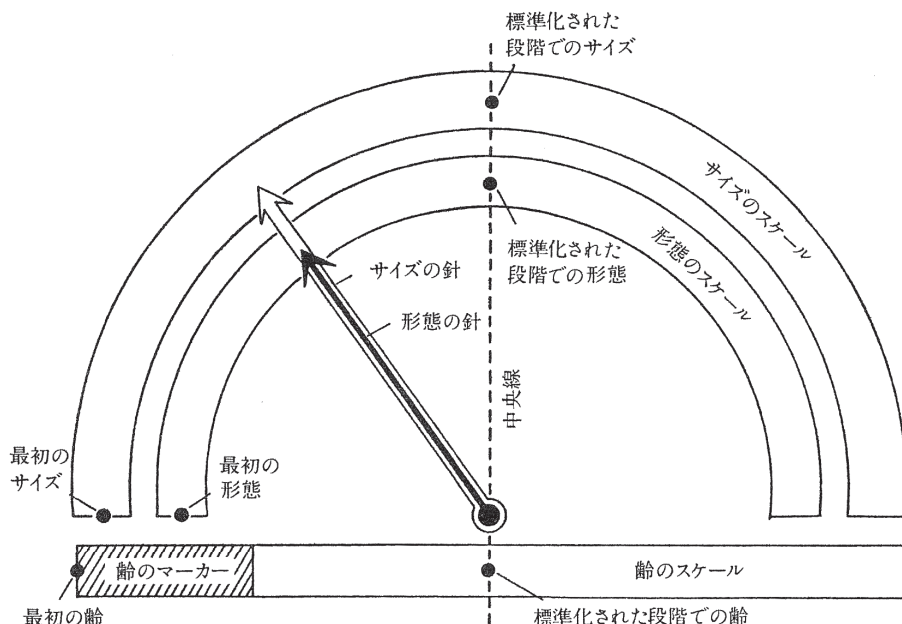 標準化された
段階でのサイズ
サイズのスケール
形態のスケール
標準化された
段階での形態
サイズの針
形態の針
中央線
最初の
サイズ
最初の
形態
齢のマーカー
齢のスケール
最初の齢
標準化された段階での齢